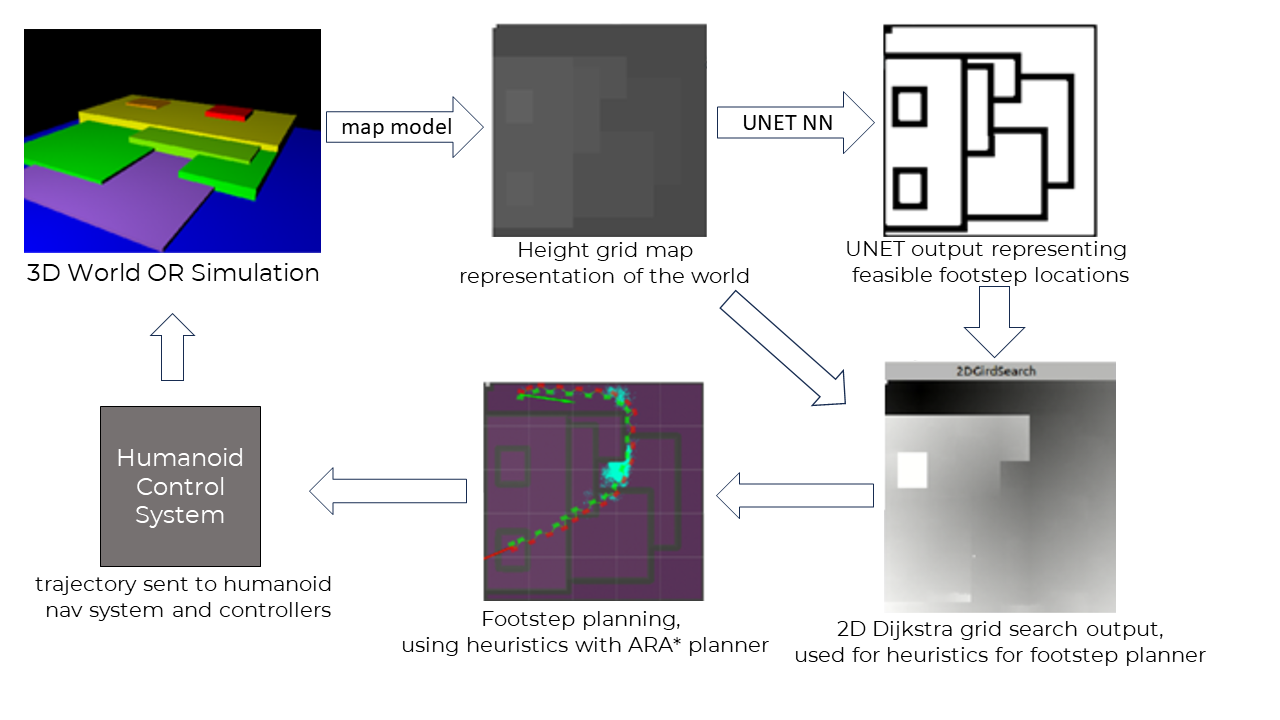 map model
UNET NN
3D World OR Simulation
Height grid map
representation of the world
UNET output representing
feasible footstep locations
2DGirdSearch
Humanoid
Control
System
trajectory sent to humanoid
nav system and controllers
Footstep planning,
using heuristics with ARA* planner
2D Dijkstra grid search output,
used for heuristics for footstep planner